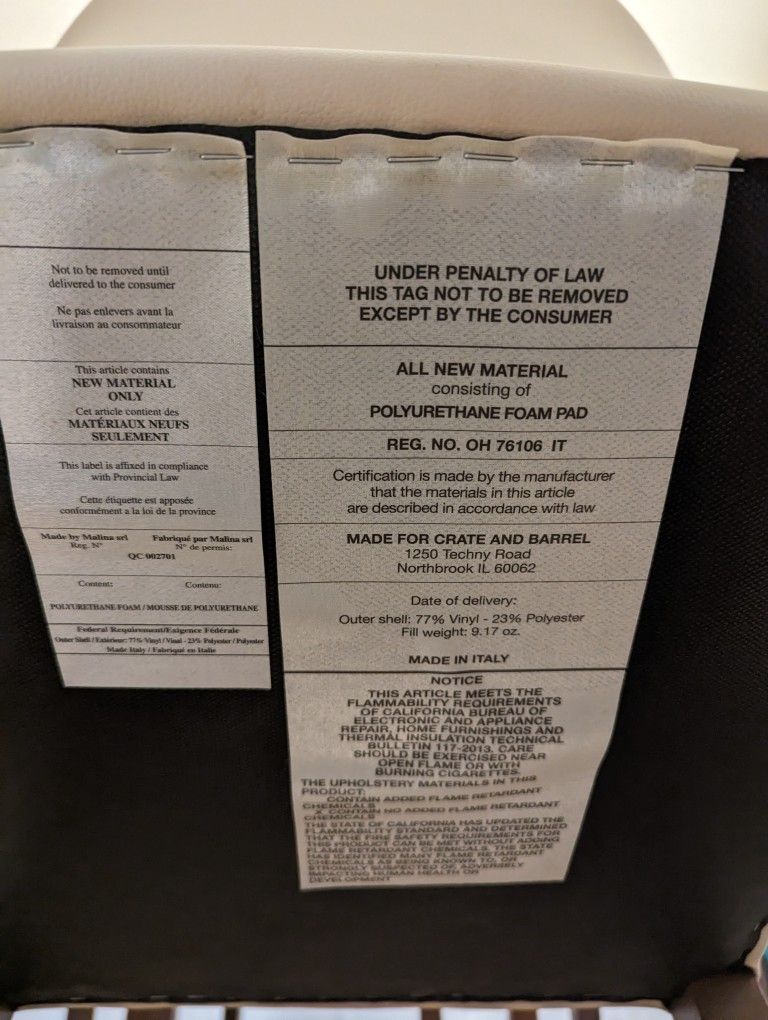 Not to be removed until
delivered to the consumer
Ne pas enlevers avant la
livraison au consommateur
This article contains
NEW MATERIAL
ONLY
Cet article contient des
MATÉRIAUX NEUFS
SEULEMENT
This label is affixed in compliance
with Provincial Law
Cette étiquette est apposée
conformément a la loi de la province
Made by Malina srl Fabriqué par Malina srl
Reg. N° N° de permis:
QC 002701
Content: Contenu:
POLYURETHANE FOAM / MOUSSE DE POLYURETHANE
Federal Requirement/Exigence Fédérale
Outer Shell / Extérieur: 77% Vinyl / Vinal - 23% Polyester / Polyester
Made Italy / Fabriqué en Italie
UNDER PENALTY OF LAW
THIS TAG NOT TO BE REMOVED
EXCEPT BY THE CONSUMER
ALL NEW MATERIAL
consisting of
POLYURETHANE FOAM PAD
REG. NO. OH 76106 IT
Certification is made by the manufacturer
that the materials in this article
are described in accordance with law
MADE FOR CRATE AND BARREL
1250 Techny Road
Northbrook IL 60062
Date of delivery:
Outer shell: 77% Vinyl - 23% Polyester
Fill weight: 9.17 oz.
MADE IN ITALY
NOTICE
THIS ARTICLE MEETS THE
FLAMMABILITY REQUIREMENTS
OF CALIFORNIA BUREAU OF
ELECTRONIC AND APPLIANCE
REPAIR, HOME FURNISHINGS AND
THERMAL INSULATION TECHNICAL
BULLETIN 117-2013. CARE
SHOULD BE EXERCISED NEAR
OPEN FLAME OR WITH
BURNING CIGARETTES.
THE UPHOLSTERY MATERIALS IN THIS
PRODUCT:
CONTAIN ADDED FLAME RETARDANT
CHEMICALS
X CONTAIN NO ADDED FLAME RETARDANT
CHEMICALS
THE STATE OF CALIFORNIA HAS UPDATED THE
FLAMMABILITY STANDARD AND DETERMINED
THAT THE FIRE SAFETY REQUIREMENTS FOR
THIS PRODUCT CAN BE MET WITHOUT ADDING
FLAME RETARDANT CHEMICALS. THE STATE
HAS IDENTIFIED MANY FLAME RETARDANT
CHEMICALS AS BEING KNOWN TO, OR
STRONGLY SUSPECTED OF, ADVERSELY
IMPACTING HUMAN HEALTH OR
DEVELOPMENT